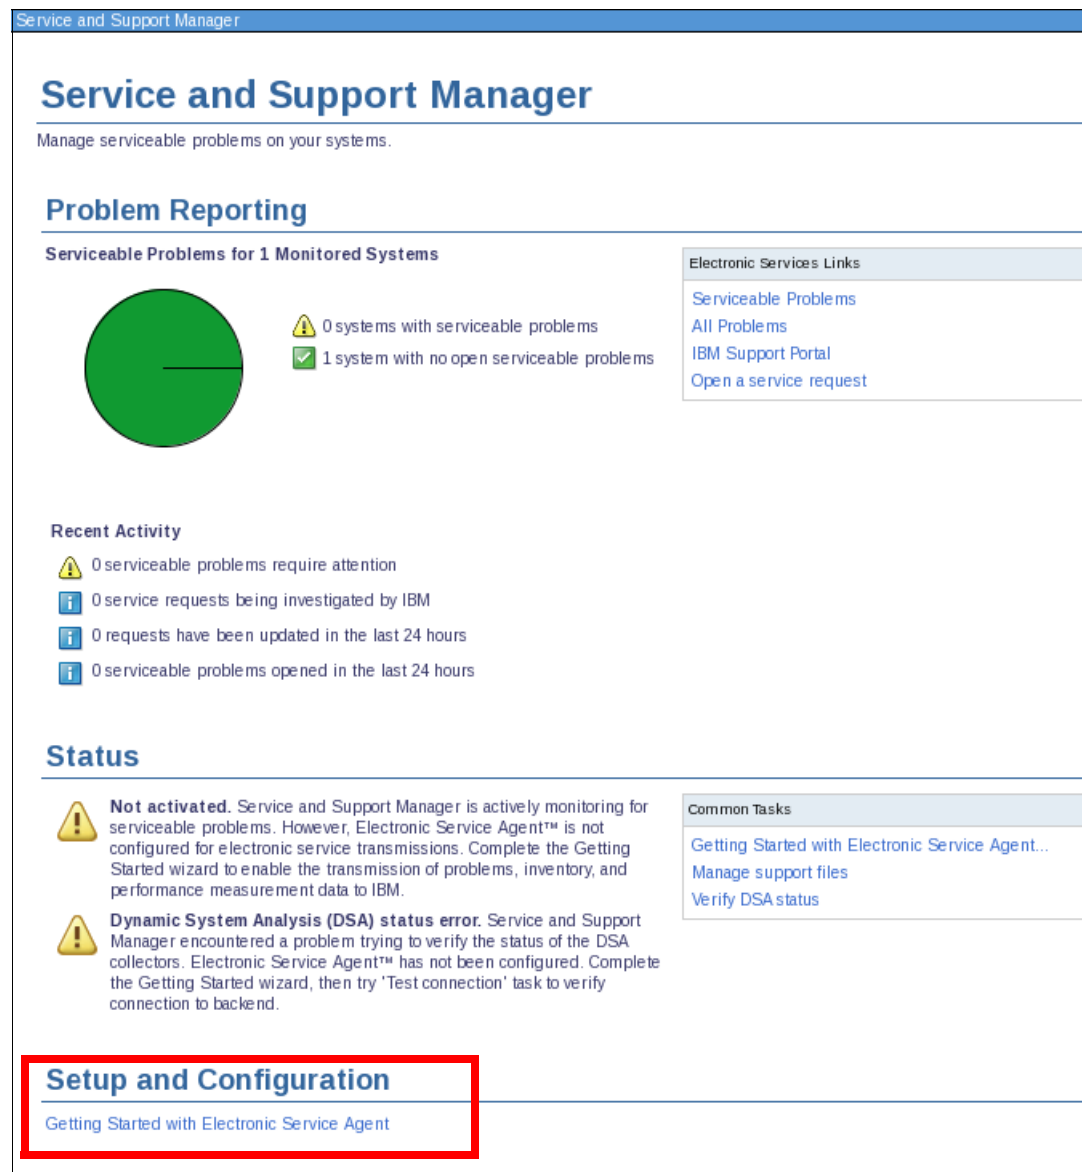 Service and Support Manager
Service and Support Manager
Manage serviceable problems on your systems.
Problem Reporting
Serviceable Problems for 1 Monitored Systems
0 systems with serviceable problems
1 system with no open serviceable problems
Electronic Services Links
Serviceable Problems
All Problems
IBM Support Portal
Open a service request
Recent Activity
0 serviceable problems require attention
0 service requests being investigated by IBM
0 requests have been updated in the last 24 hours
0 serviceable problems opened in the last 24 hours
Status
Not activated. Service and Support Manager is actively monitoring for
serviceable problems. However, Electronic Service Agent™ is not
configured for electronic service transmissions. Complete the Getting
Started wizard to enable the transmission of problems, inventory, and
performance measurement data to IBM.
Dynamic System Analysis (DSA) status error. Service and Support
Manager encountered a problem trying to verify the status of the DSA
collectors. Electronic Service Agent™ has not been configured. Complete
the Getting Started wizard, then try 'Test connection' task to verify
connection to backend.
Common Tasks
Getting Started with Electronic Service Agent...
Manage support files
Verify DSA status
Setup and Configuration
Getting Started with Electronic Service Agent